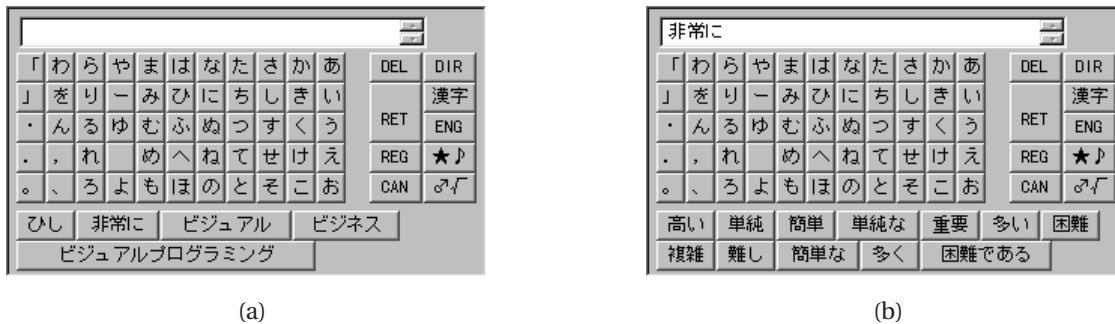 「 わ ら や ま は な た さ か あ DEL DIR
」 を り ー み ひ に ち し き い 漢字
・ ん る ゆ む ふ ぬ つ す く う RET ENG
. , れ め へ ね て せ け え REG ★♪
。 、 ろ よ も ほ の と そ こ お CAN ♂√
ひし 非常に ビジュアル ビジネス
ビジュアルプログラミング
(a)
非常に
「 わ ら や ま は な た さ か あ DEL DIR
」 を り ー み ひ に ち し き い 漢字
・ ん る ゆ む ふ ぬ つ す く う RET ENG
. , れ め へ ね て せ け え REG ★♪
。 、 ろ よ も ほ の と そ こ お CAN ♂√
高い 単純 簡単 単純な 重要 多い 困難
複雑 難し 簡単な 多く 困難である
(b)